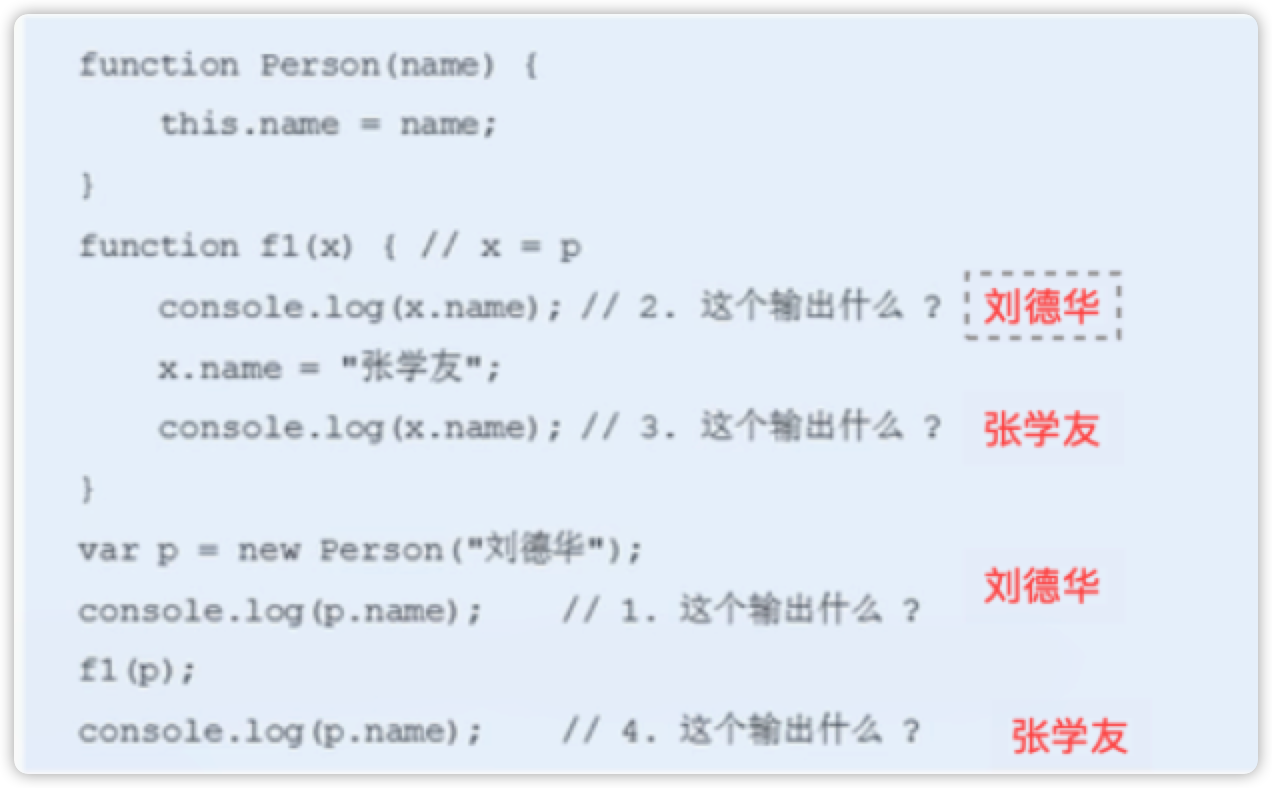 function Person(name) {
    this.name = name;
}
function f1(x) { // x = p
    console.log(x.name); // 2. 这个输出什么 ? 刘德华
    x.name = "张学友";
    console.log(x.name); // 3. 这个输出什么 ? 张学友
}
var p = new Person("刘德华");
刘德华
console.log(p.name);    // 1. 这个输出什么 ?
f1(p);
console.log(p.name);    // 4. 这个输出什么 ? 张学友